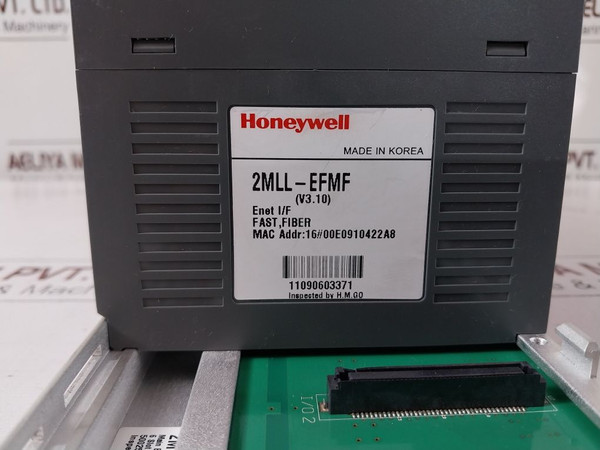 Honeywell
MADE IN KOREA
2MLL-EFMF
(V3.10)
Enet I/F
FAST,FIBER
MAC Addr:16#00E0910422A8
11090603371
Inspected by H.M.GO
I/O2